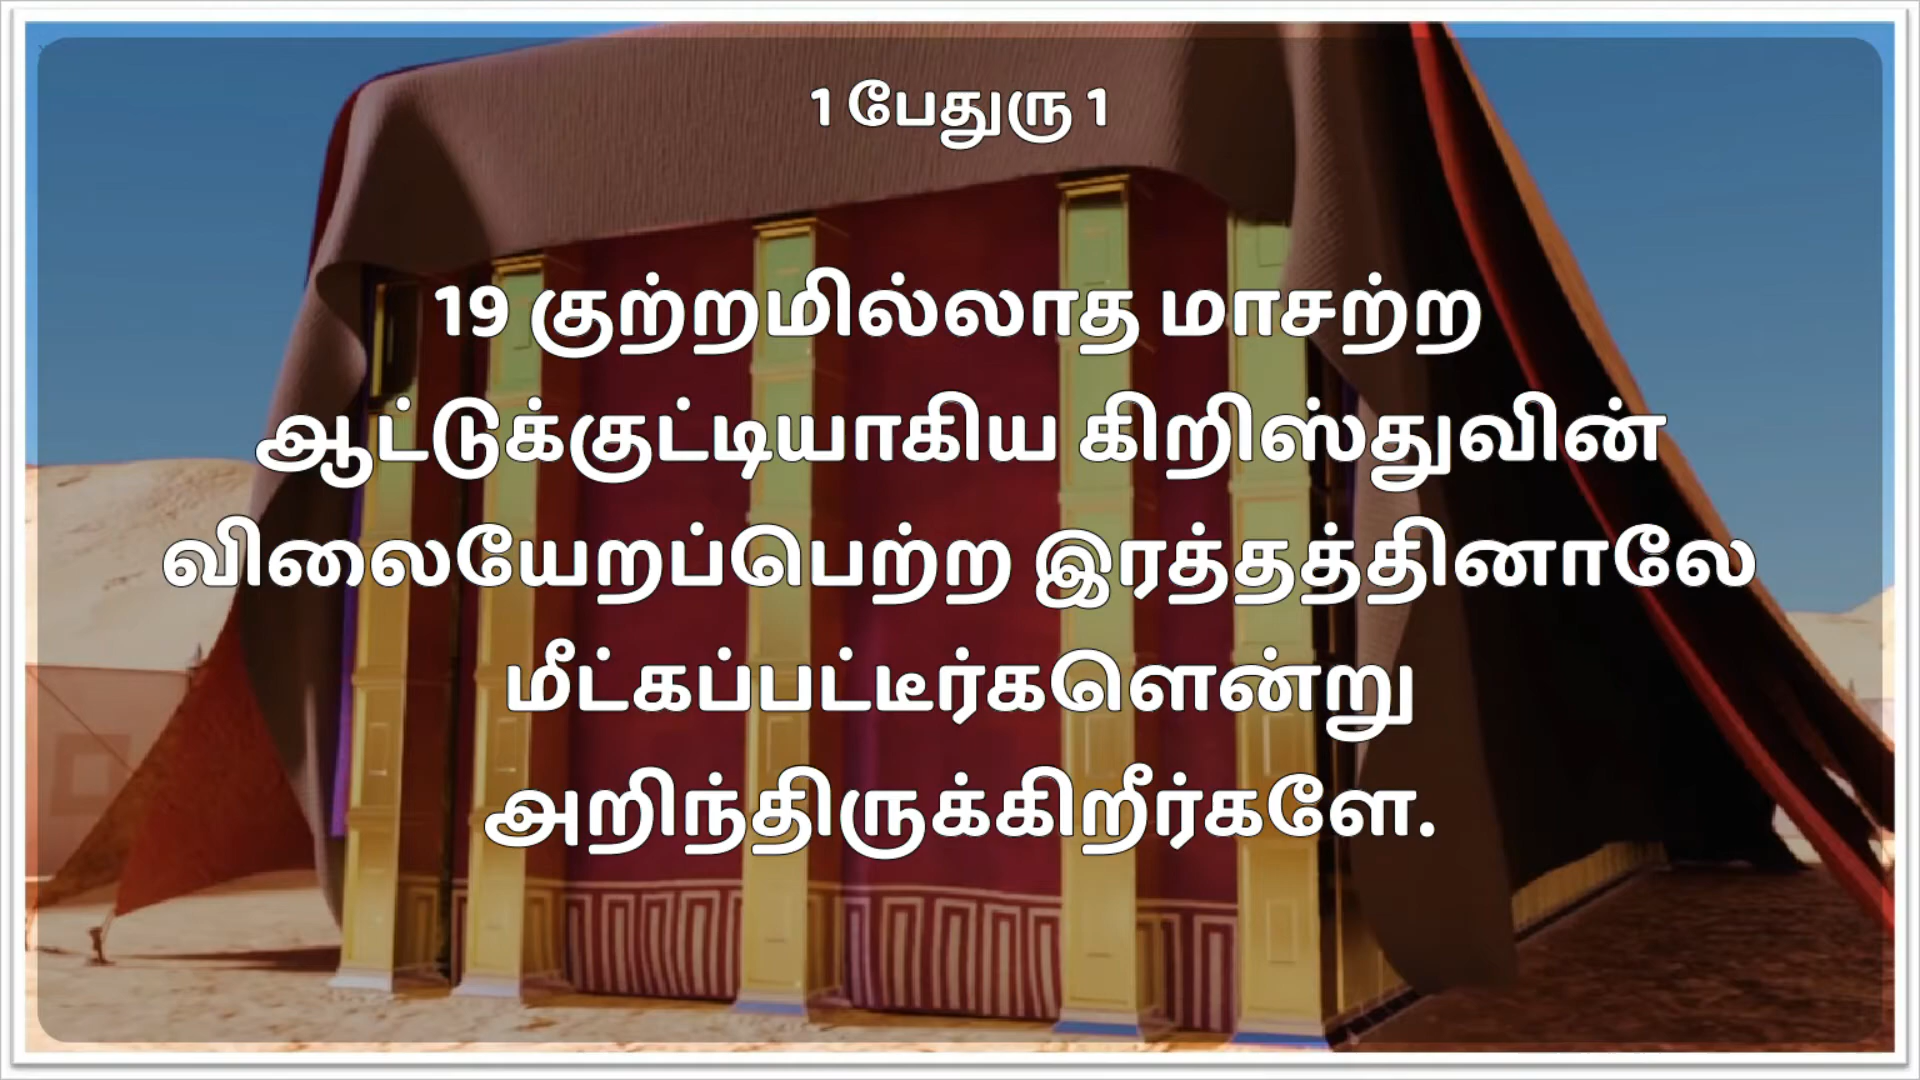 1 பேதுரு 1
19 குற்றமில்லாத மாசற்ற
ஆட்டுக்குட்டியாகிய கிறிஸ்துவின்
விலையேறப்பெற்ற இரத்தத்தினாலே
மீட்கப்பட்டீர்களென்று
அறிந்திருக்கிறீர்களே.